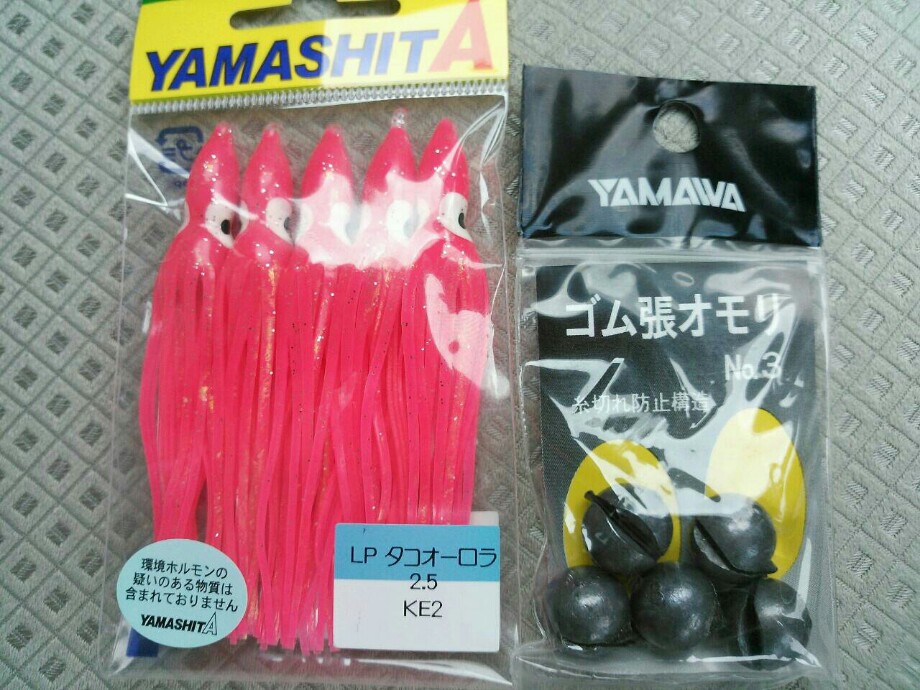 YAMASHITA
LP タコオーロラ
2.5
KE2
環境ホルモンの
疑いのある物質は
含まれておりません
YAMASHITA
YAMAWA
ゴム張オモリ
No.3
糸切れ防止構造